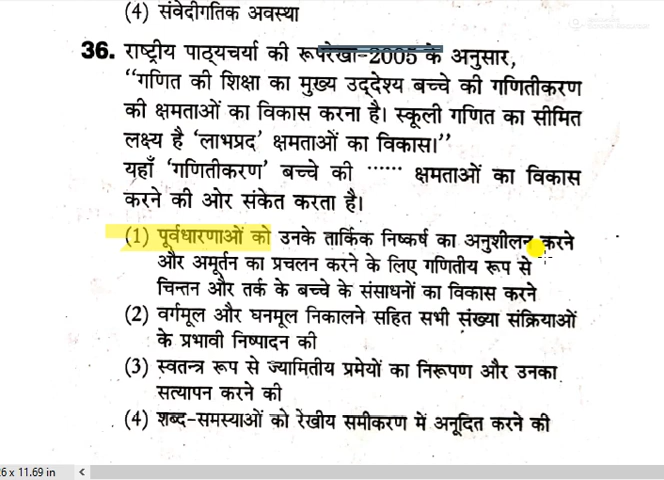 (4) संवेदीगतिक अवस्था
36. राष्ट्रीय पाठ्यचर्या की रूपरेखा-2005 के अनुसार,
“गणित की शिक्षा का मुख्य उद्देश्य बच्चे की गणितीकरण
की क्षमताओं का विकास करना है। स्कूली गणित का सीमित
लक्ष्य है ‘लाभप्रद’ क्षमताओं का विकास।”
यहाँ ‘गणितीकरण’ बच्चे की ...... क्षमताओं का विकास
करने की ओर संकेत करता है।
(1) पूर्वधारणाओं को उनके तार्किक निष्कर्ष का अनुशीलन करने
और अमूर्तन का प्रचलन करने के लिए गणितीय रूप से
चिन्तन और तर्क के बच्चे के संसाधनों का विकास करने
(2) वर्गमूल और घनमूल निकालने सहित सभी संख्या संक्रियाओं
के प्रभावी निष्पादन की
(3) स्वतन्त्र रूप से ज्यामितीय प्रमेयों का निरूपण और उनका
सत्यापन करने की
(4) शब्द-समस्याओं को रेखीय समीकरण में अनूदित करने की
6 x 11.69 in